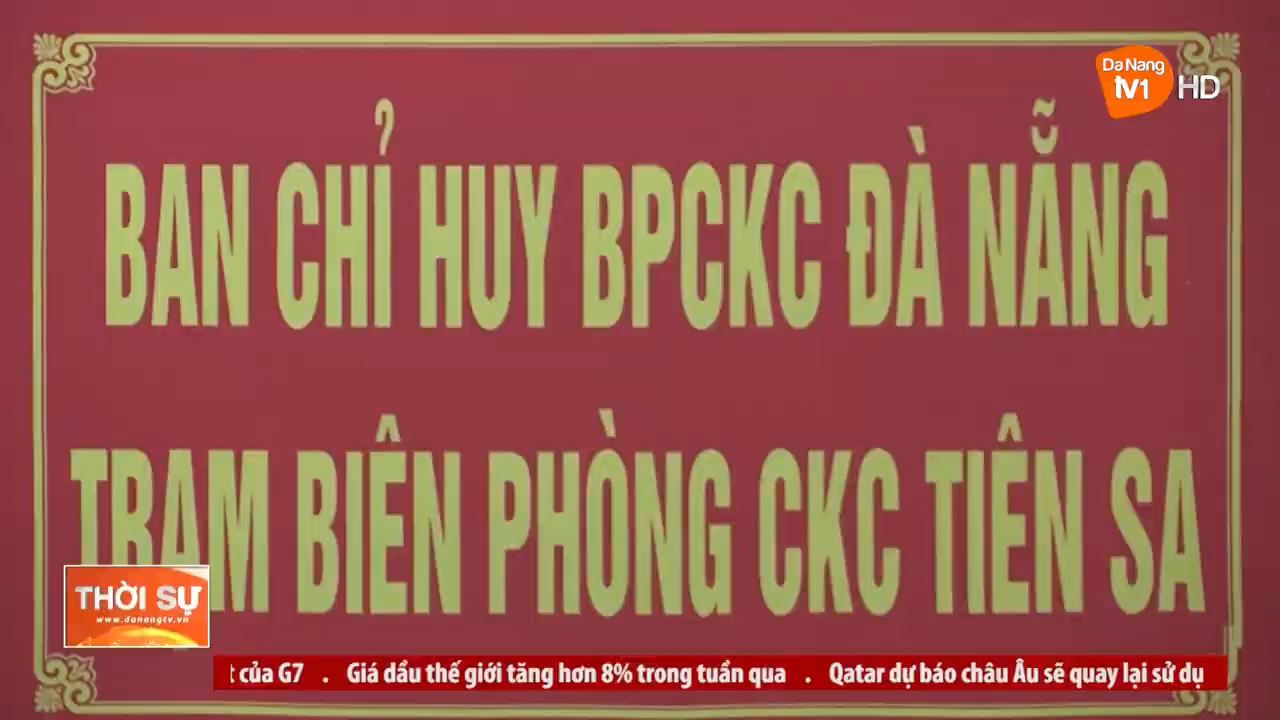 Da Nang
TV1 HD
BAN CHỈ HUY BPCKC ĐÀ NẴNG
TRẠM BIÊN PHÒNG CKC TIÊN SA
THỜI SỰ
www.danangtv.vn
của G7 . Giá dầu thế giới tăng hơn 8% trong tuần qua . Qatar dự báo châu Âu sẽ quay lại sử dụ